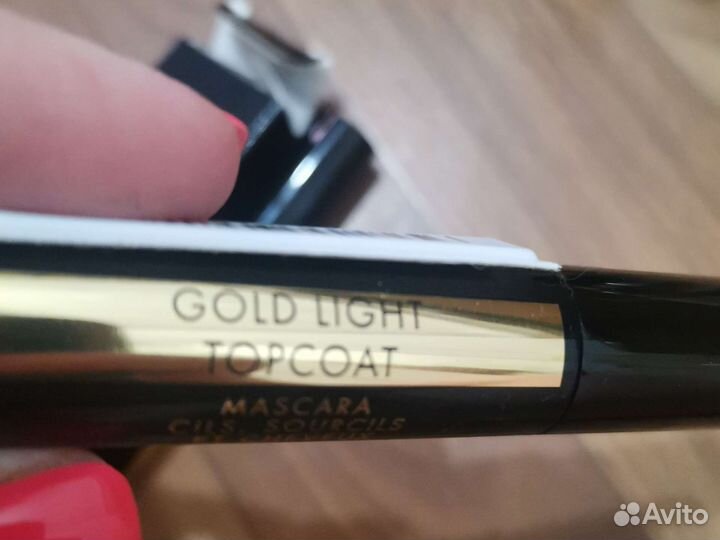 GOLD LIGHT
TOPCOAT
MASCARA
CILS, SOURCILS
Avito